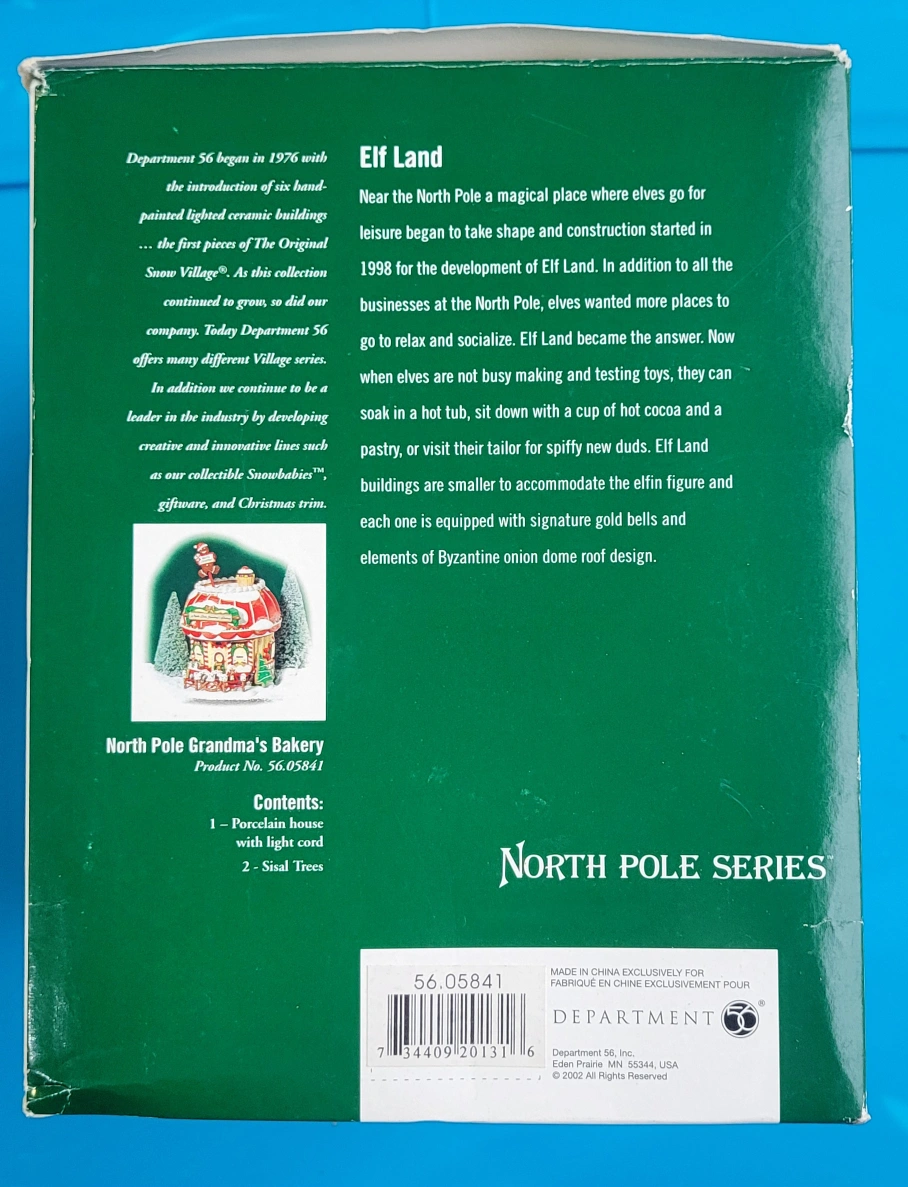 Department 56 began in 1976 with
the introduction of six hand-
painted lighted ceramic buildings
... the first pieces of The Original
Snow Village®. As this collection
continued to grow, so did our
company. Today Department 56
offers many different Village series.
In addition we continue to be a
leader in the industry by developing
creative and innovative lines such
as our collectible Snowbabies™,
giftware, and Christmas trim.
North Pole Grandma's Bakery
Product No. 56.05841
Contents:
1 – Porcelain house
with light cord
2 - Sisal Trees
Elf Land
Near the North Pole a magical place where elves go for
leisure began to take shape and construction started in
1998 for the development of Elf Land. In addition to all the
businesses at the North Pole, elves wanted more places to
go to relax and socialize. Elf Land became the answer. Now
when elves are not busy making and testing toys, they can
soak in a hot tub, sit down with a cup of hot cocoa and a
pastry, or visit their tailor for spiffy new duds. Elf Land
buildings are smaller to accommodate the elfin figure and
each one is equipped with signature gold bells and
elements of Byzantine onion dome roof design.
NORTH POLE SERIES™
56.05841
7 34409 20131 6
MADE IN CHINA EXCLUSIVELY FOR
FABRIQUÉ EN CHINE EXCLUSIVEMENT POUR
DEPARTMENT 56®
Department 56, Inc.
Eden Prairie MN 55344, USA
© 2002 All Rights Reserved